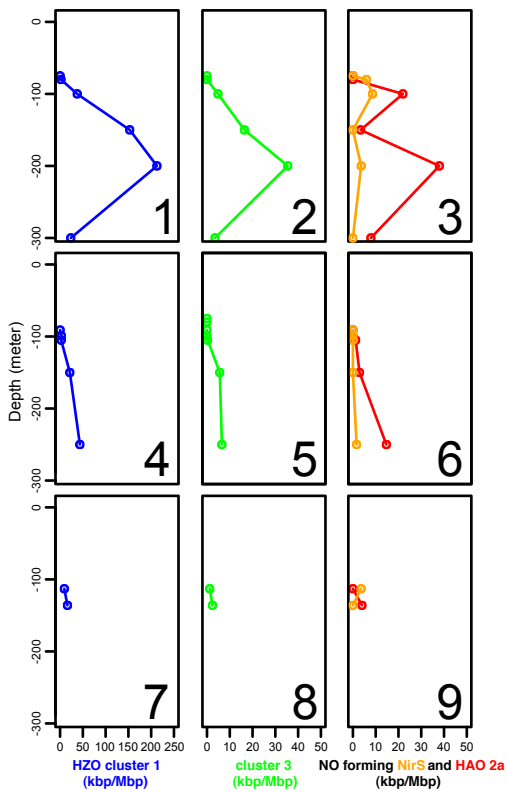 0
-100
-200
-300
1
2
3
Depth (meter)
0
-100
-200
-300
4
5
6
0
-100
-200
-300
7
8
9
0 50 100 150 200 250
0 10 20 30 40 50
0 10 20 30 40 50
HZO cluster 1
(kbp/Mbp)
cluster 3
(kbp/Mbp)
NO forming NirS and HAO 2a
(kbp/Mbp)